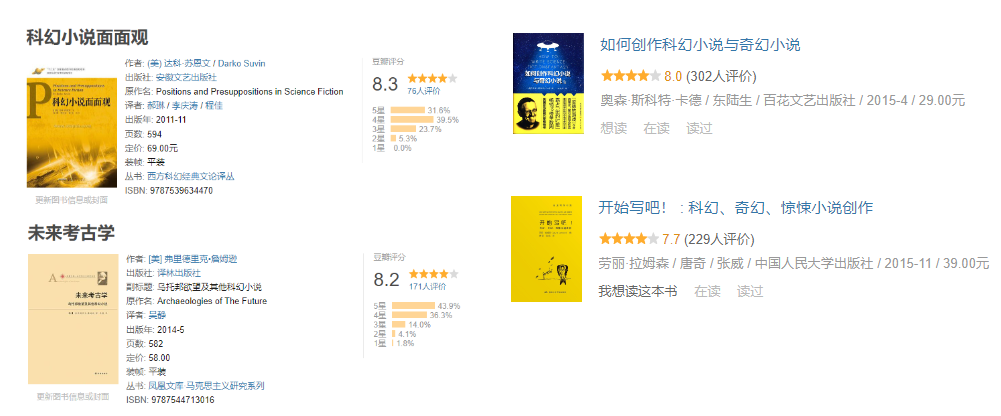 科幻小说面面观
作者: (美) 达科·苏恩文 / Darko Suvin
出版社: 安徽文艺出版社
原作名: Positions and Presuppositions in Science Fiction
译者: 郝琳 / 李庆涛 / 程佳
出版年: 2011-11
页数: 594
定价: 69.00元
装帧: 平装
丛书: 西方科幻经典文论译丛
ISBN: 9787539634470
科幻小说面面观
更新图书信息或封面
豆瓣评分
8.3
76人评价
5星 31.6%
4星 39.5%
3星 23.7%
2星 5.3%
1星 0.0%
未来考古学
作者: [美] 弗里德里克·詹姆逊
出版社: 译林出版社
副标题: 乌托邦欲望及其他科幻小说
原作名: Archaeologies of The Future
译者: 吴静
出版年: 2014-5
页数: 582
定价: 58.00
装帧: 平装
丛书: 凤凰文库·马克思主义研究系列
ISBN: 9787544713016
未来考古学
更新图书信息或封面
豆瓣评分
8.2
171人评价
5星 43.9%
4星 36.3%
3星 14.0%
2星 4.1%
1星 1.8%
如何创作科幻小说与奇幻小说
8.0 (302人评价)
奥森·斯科特·卡德 / 东陆生 / 百花文艺出版社 / 2015-4 / 29.00元
想读 在读 读过
如何创作科幻小说
与奇幻小说
开始写吧！ : 科幻、奇幻、惊悚小说创作
7.7 (229人评价)
劳丽·拉姆森 / 唐奇 / 张威 / 中国人民大学出版社 / 2015-11 / 39.00元
我想读这本书 在读 读过
开始写吧！